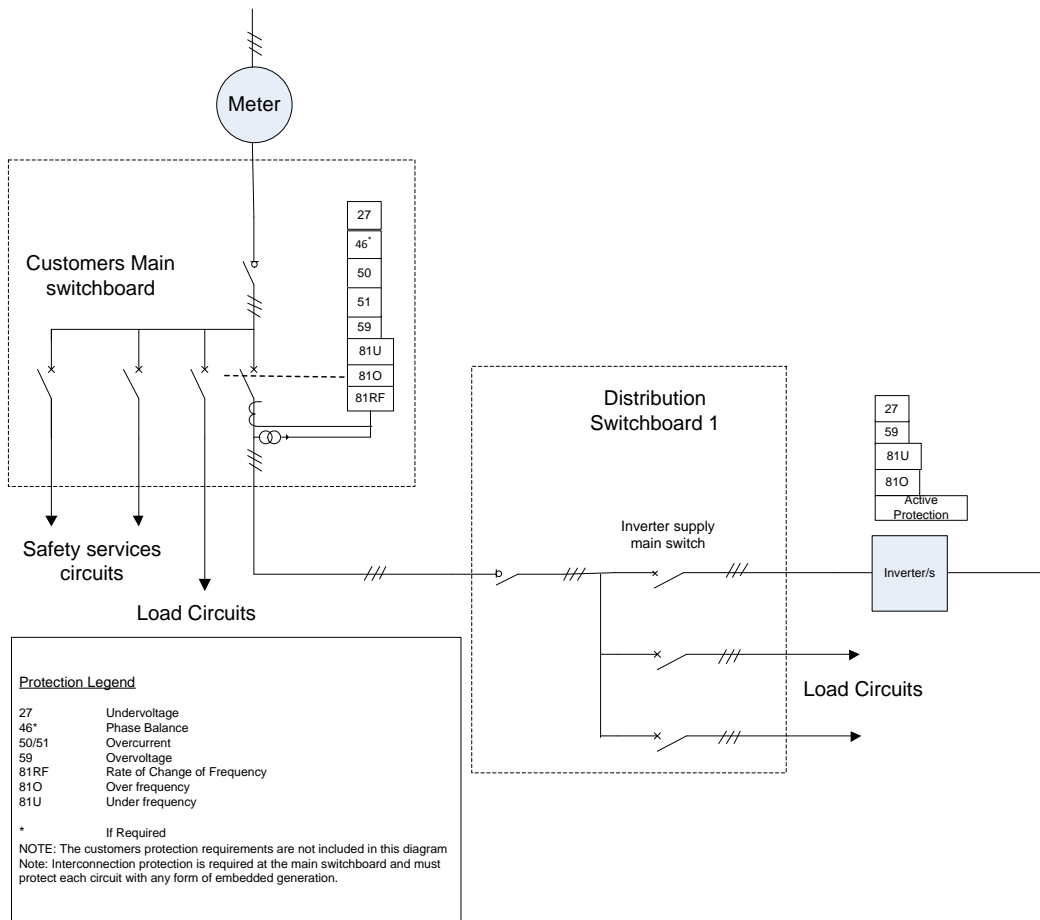 Meter
Customers Main
switchboard
27
46*
50
51
59
81U
81O
81RF
Safety services
circuits
Load Circuits
Distribution
Switchboard 1
Inverter supply
main switch
27
59
81U
81O
Active
Protection
Inverter/s
Load Circuits
Protection Legend
27 Undervoltage
46* Phase Balance
50/51 Overcurrent
59 Overvoltage
81RF Rate of Change of Frequency
81O Over frequency
81U Under frequency
* If Required
NOTE: The customers protection requirements are not included in this diagram
Note: Interconnection protection is required at the main switchboard and must
protect each circuit with any form of embedded generation.